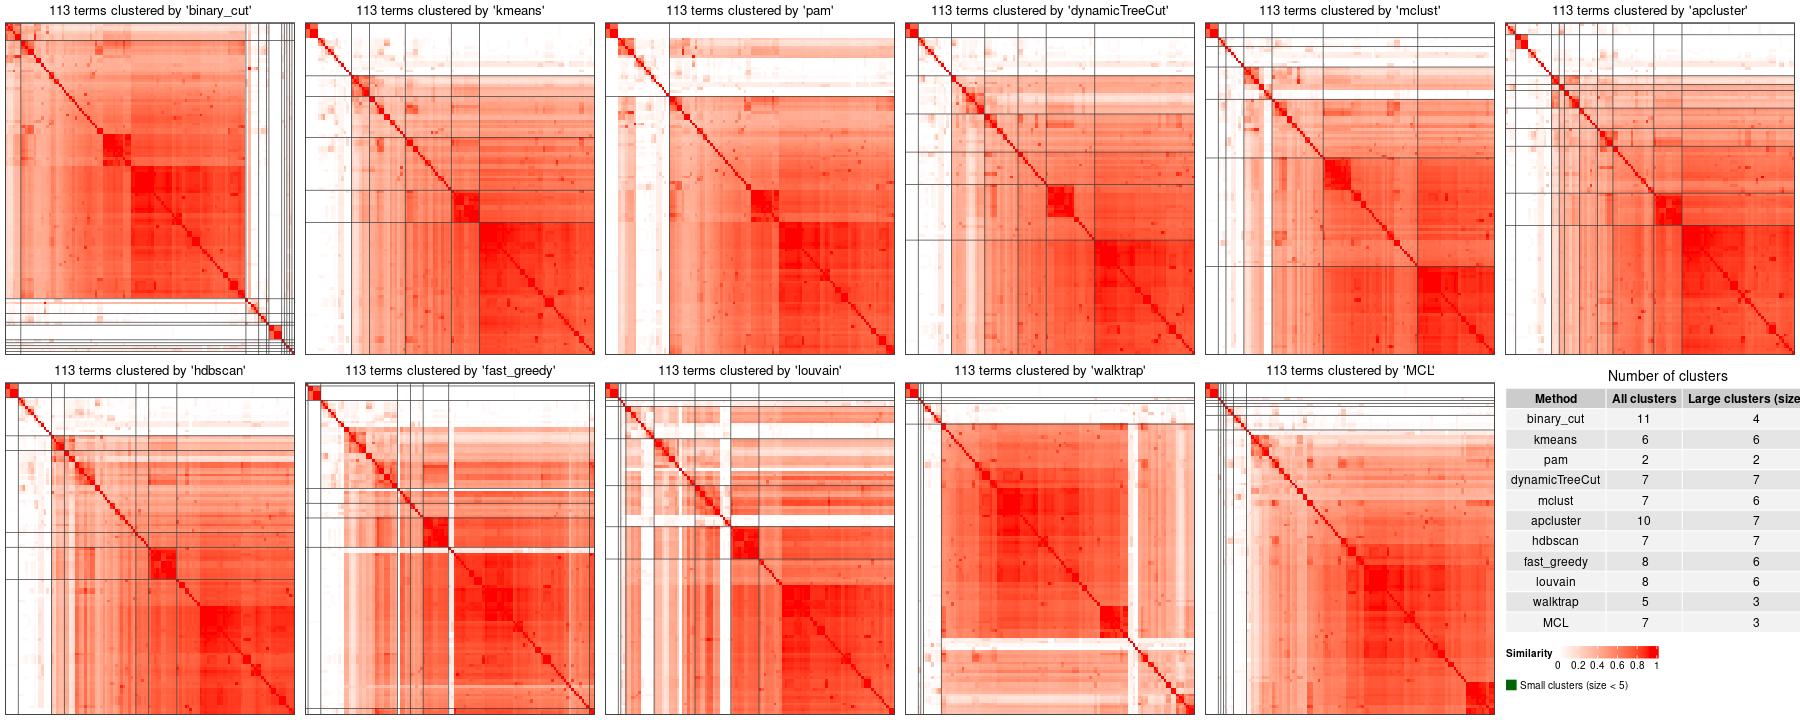 113 terms clustered by 'binary_cut'
113 terms clustered by 'kmeans'
113 terms clustered by 'pam'
113 terms clustered by 'dynamicTreeCut'
113 terms clustered by 'mclust'
113 terms clustered by 'apcluster'
113 terms clustered by 'hdbscan'
113 terms clustered by 'fast_greedy'
113 terms clustered by 'louvain'
113 terms clustered by 'walktrap'
113 terms clustered by 'MCL'
Number of clusters
Method All clusters Large clusters (size
binary_cut 11 4
kmeans 6 6
pam 2 2
dynamicTreeCut 7 7
mclust 7 6
apcluster 10 7
hdbscan 7 7
fast_greedy 8 6
louvain 8 6
walktrap 5 3
MCL 7 3
Similarity
0 0.2 0.4 0.6 0.8 1
Small clusters (size < 5)